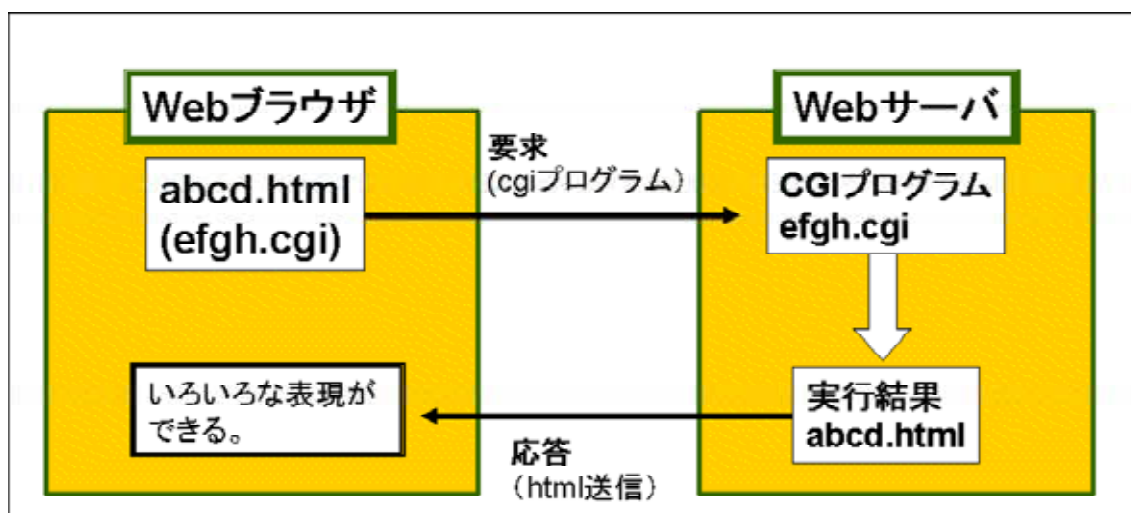 Webブラウザ
abcd.html
(efgh.cgi)
要求
(cgiプログラム)
Webサーバ
CGIプログラム
efgh.cgi
実行結果
abcd.html
応答
（html送信）
いろいろな表現が
できる。